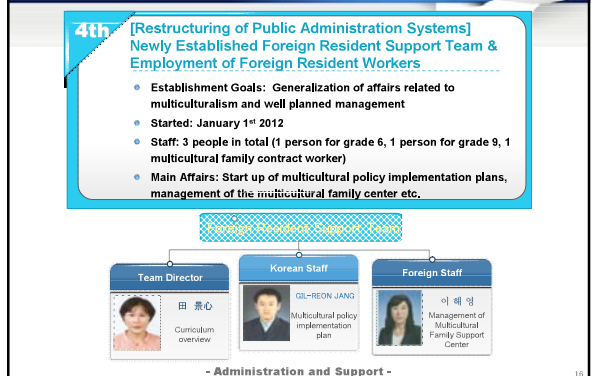 4th
[Restructuring of Public Administration Systems]
Newly Established Foreign Resident Support Team &
Employment of Foreign Resident Workers
Establishment Goals: Generalization of affairs related to
multiculturalism and well planned management
Started: January 1st 2012
Staff: 3 people in total (1 person for grade 6, 1 person for grade 9, 1
multicultural family contract worker)
Main Affairs: Start up of multicultural policy implementation plans,
management of the multicultural family center etc.
Foreign Resident Support Team
Team Director
田 景心
Curriculum
overview
Korean Staff
GIL-REON JANG
Multicultural policy
implementation
plan
Foreign Staff
이 해 영
Management of
Multicultural
Family Support
Center
- Administration and Support -
16